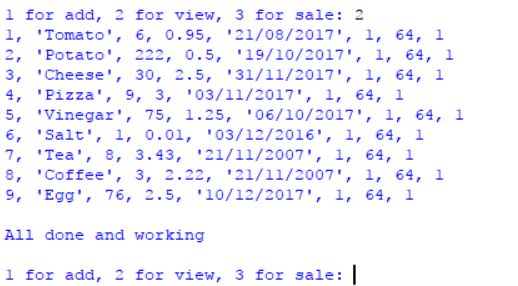 1 for add, 2 for view, 3 for sale: 2
1, 'Tomato', 6, 0.95, '21/08/2017', 1, 64, 1
2, 'Potato', 222, 0.5, '19/10/2017', 1, 64, 1
3, 'Cheese', 30, 2.5, '31/11/2017', 1, 64, 1
4, 'Pizza', 9, 3, '03/11/2017', 1, 64, 1
5, 'Vinegar', 75, 1.25, '06/10/2017', 1, 64, 1
6, 'Salt', 1, 0.01, '03/12/2016', 1, 64, 1
7, 'Tea', 8, 3.43, '21/11/2007', 1, 64, 1
8, 'Coffee', 3, 2.22, '21/11/2007', 1, 64, 1
9, 'Egg', 76, 2.5, '10/12/2017', 1, 64, 1
All done and working
1 for add, 2 for view, 3 for sale: